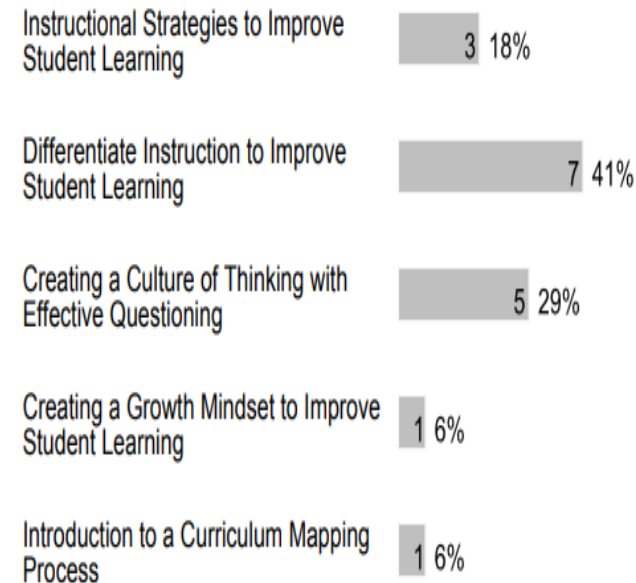 Instructional Strategies to Improve
Student Learning
3 18%
Differentiate Instruction to Improve
Student Learning
7 41%
Creating a Culture of Thinking with
Effective Questioning
5 29%
Creating a Growth Mindset to Improve
Student Learning
1 6%
Introduction to a Curriculum Mapping
Process
1 6%